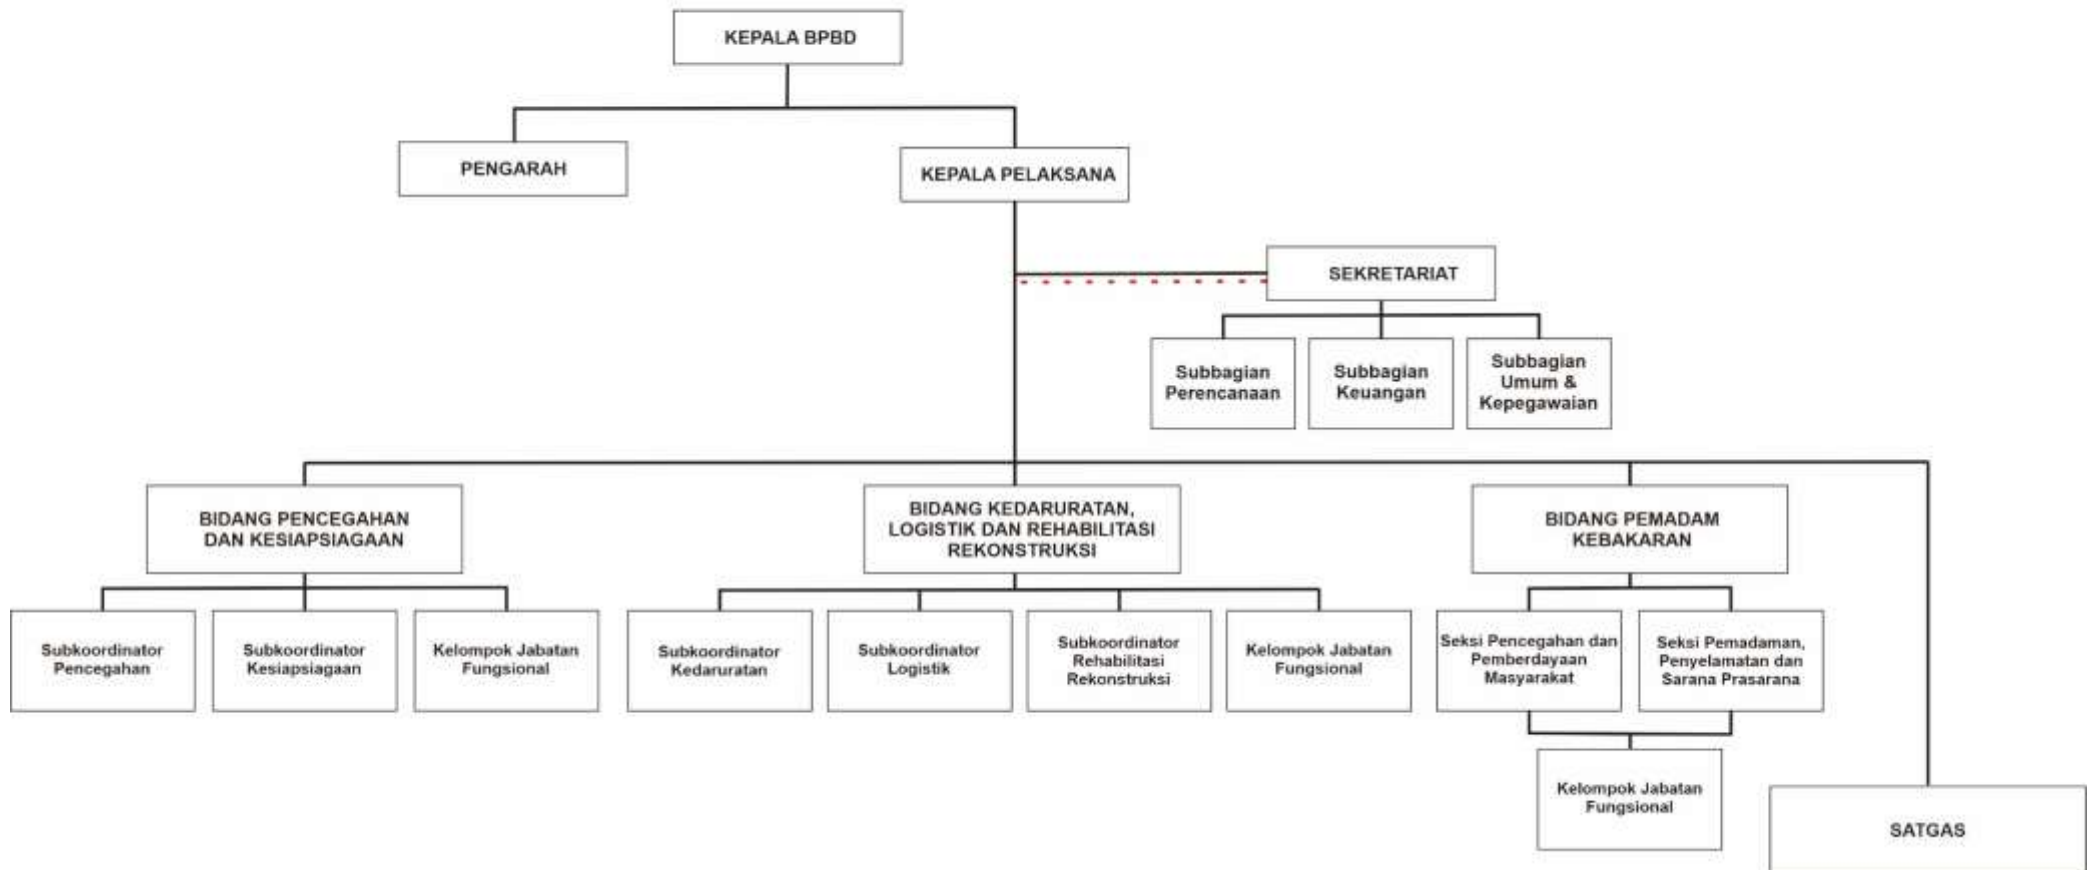 KEPALA BPBD
PENGARAH
KEPALA PELAKSANA
SEKRETARIAT
Subbagian
Perencanaan
Subbagian
Keuangan
Subbagian
Umum &
Kepegawaian
BIDANG PENCEGAHAN
DAN KESIAPSIAGAAN
BIDANG KEDARURATAN,
LOGISTIK DAN REHABILITASI
REKONSTRUKSI
BIDANG PEMADAM
KEBAKARAN
Subkoordinator
Pencegahan
Subkoordinator
Kesiapsiagaan
Kelompok Jabatan
Fungsional
Subkoordinator
Kedaruratan
Subkoordinator
Logistik
Subkoordinator
Rehabilitasi
Rekonstruksi
Kelompok Jabatan
Fungsional
Seksi Pencegahan dan
Pemberdayaan
Masyarakat
Seksi Pemadaman,
Penyelamatan dan
Sarana Prasarana
Kelompok Jabatan
Fungsional
SATGAS